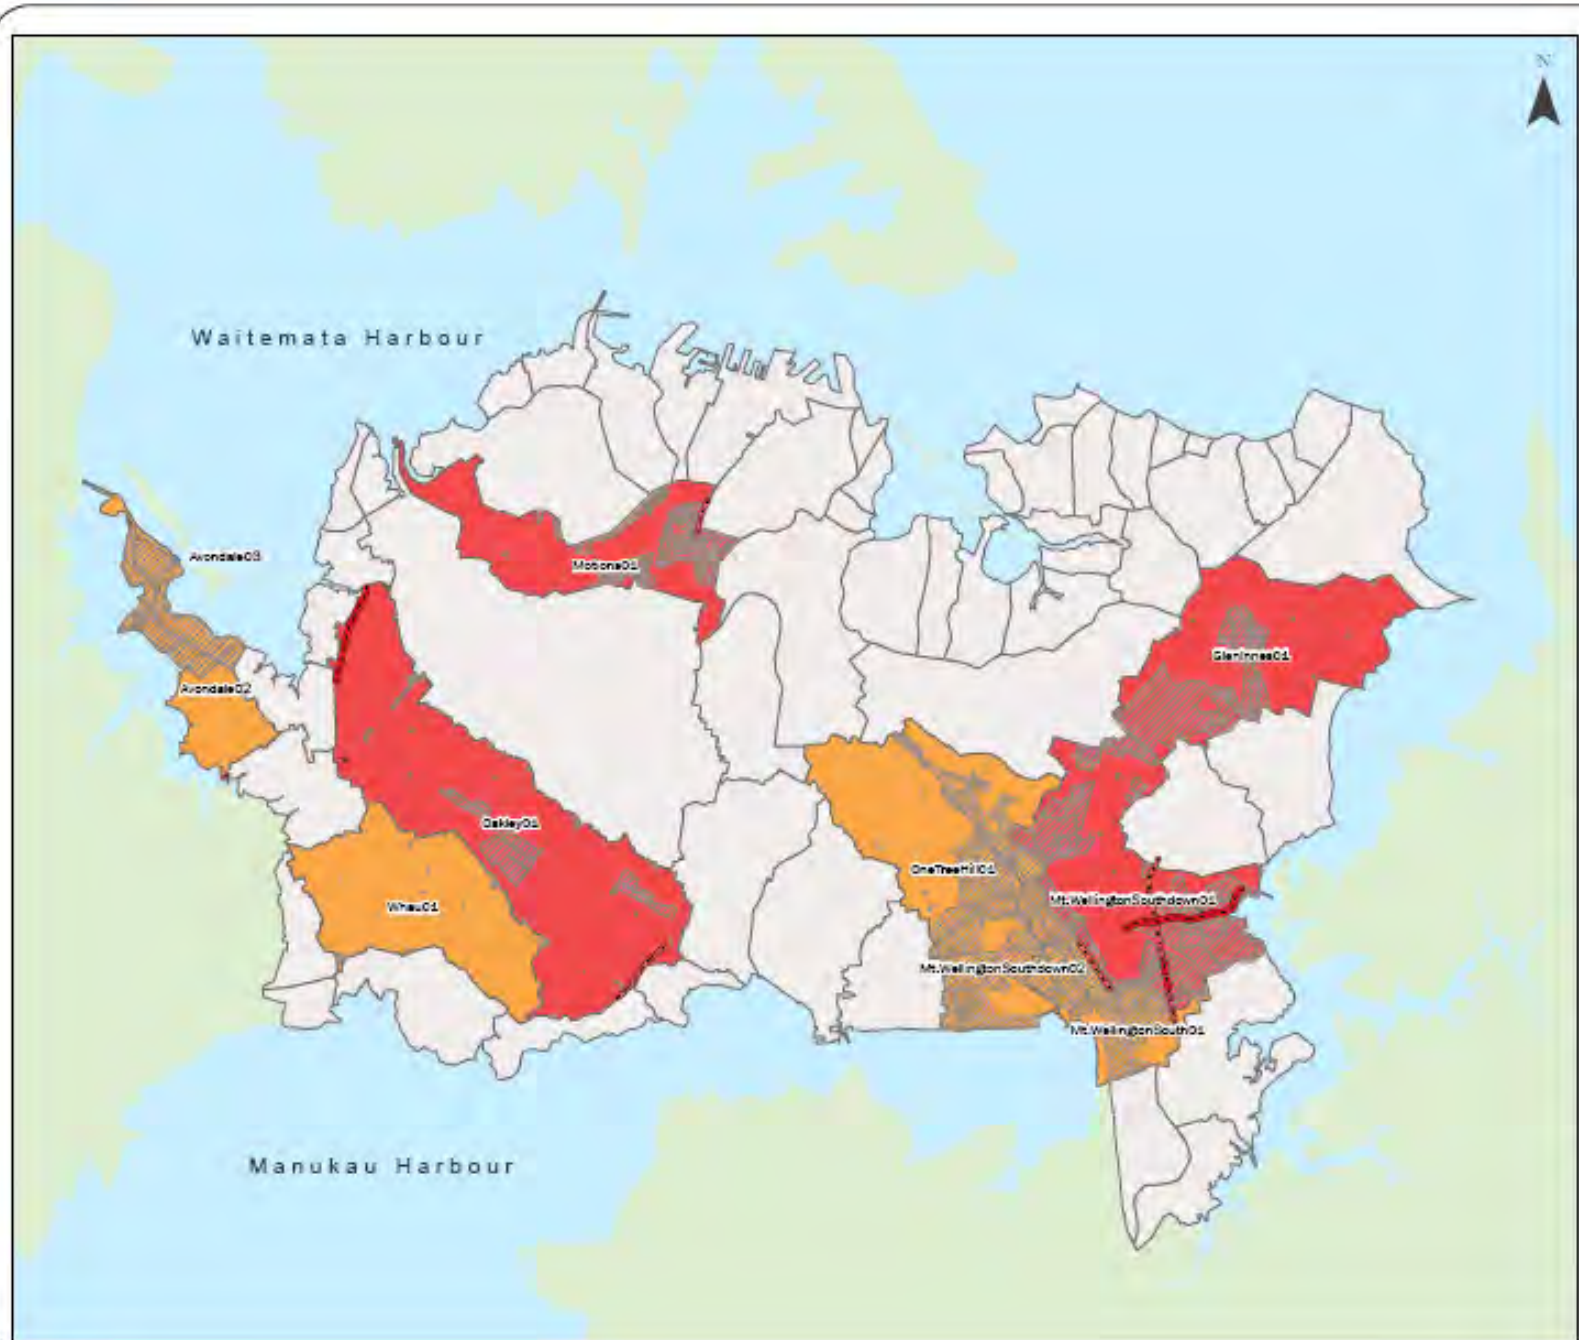 N
Waitemata Harbour
Avondale03
Motions01
Gleninnes01
Avondale02
Oakley01
OneTreeHill01
Whau01
Mt.WellingtonSouthdown01
Mt.WellingtonSouthdown02
Mt.WellingtonSouth01
Manukau Harbour